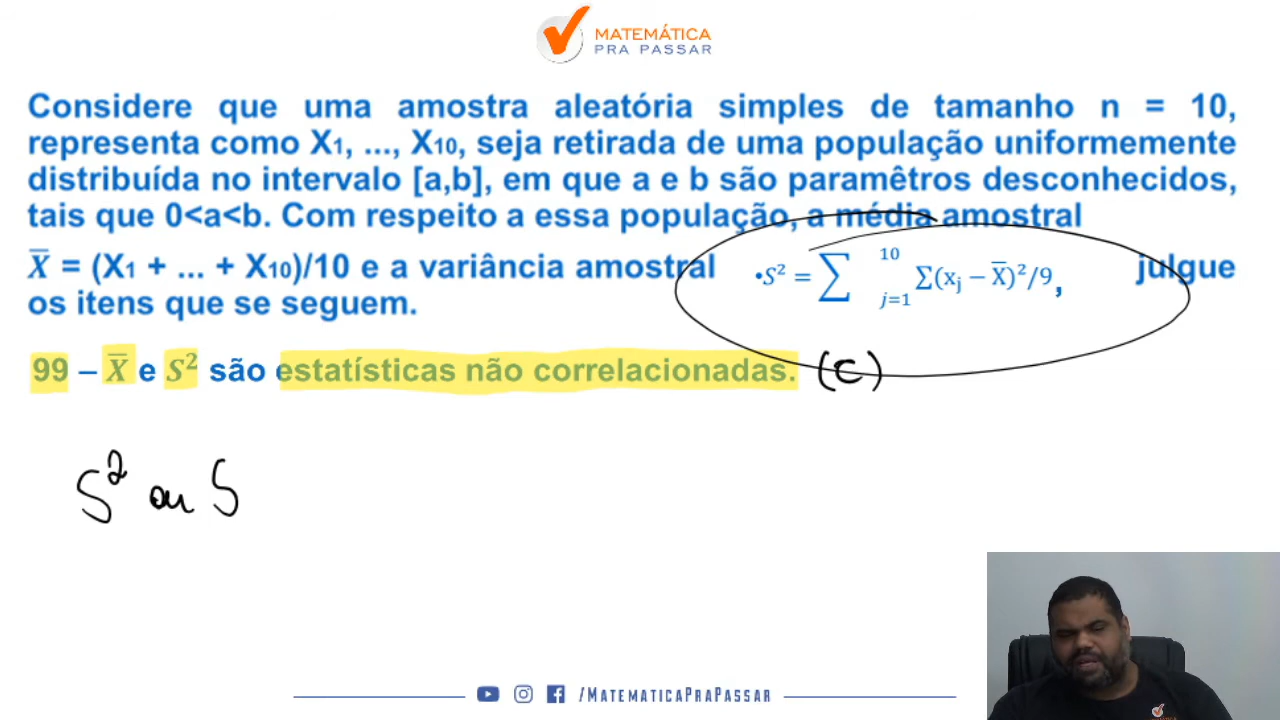 MATEMÁTICA
PRA PASSAR
Considere que uma amostra aleatória simples de tamanho n = 10,
representa como X₁, ..., X₁₀, seja retirada de uma população uniformemente
distribuída no intervalo [a,b], em que a e b são paramêtros desconhecidos,
tais que 0<a<b. Com respeito a essa população, a média amostral
X̅ = (X₁ + ... + X₁₀)/10 e a variância amostral •S² = ∑ ¹⁰ⱼ₌₁ ∑(xⱼ − X̅)²/9, julgue
os itens que se seguem.
99 – X̅ e S² são estatísticas não correlacionadas. (C)
S² ou S
/MATEMATICAPRAPASSAR